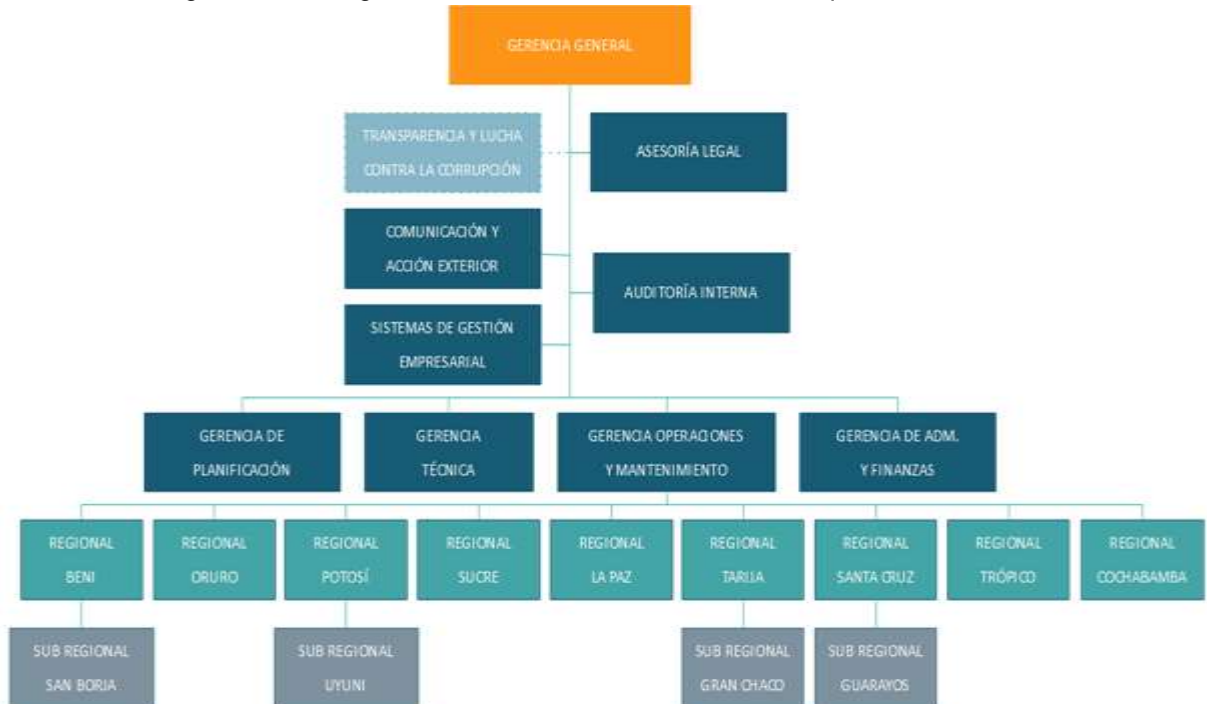 GERENCIA GENERAL
TRANSPARENCIA Y LUCHA
CONTRA LA CORRUPCIÓN
ASESORÍA LEGAL
COMUNICACIÓN Y
ACCIÓN EXTERIOR
AUDITORÍA INTERNA
SISTEMAS DE GESTIÓN
EMPRESARIAL
GERENCIA DE
PLANIFICACIÓN
GERENCIA
TÉCNICA
GERENCIA OPERACIONES
Y MANTENIMIENTO
GERENCIA DE ADM.
Y FINANZAS
REGIONAL
BENI
REGIONAL
ORURO
REGIONAL
POTOSÍ
REGIONAL
SUCRE
REGIONAL
LA PAZ
REGIONAL
TARIJA
REGIONAL
SANTA CRUZ
REGIONAL
TRÓPICO
REGIONAL
COCHABAMBA
SUB REGIONAL
SAN BORJA
SUB REGIONAL
UYUNI
SUB REGIONAL
GRAN CHACO
SUB REGIONAL
GUARAYOS